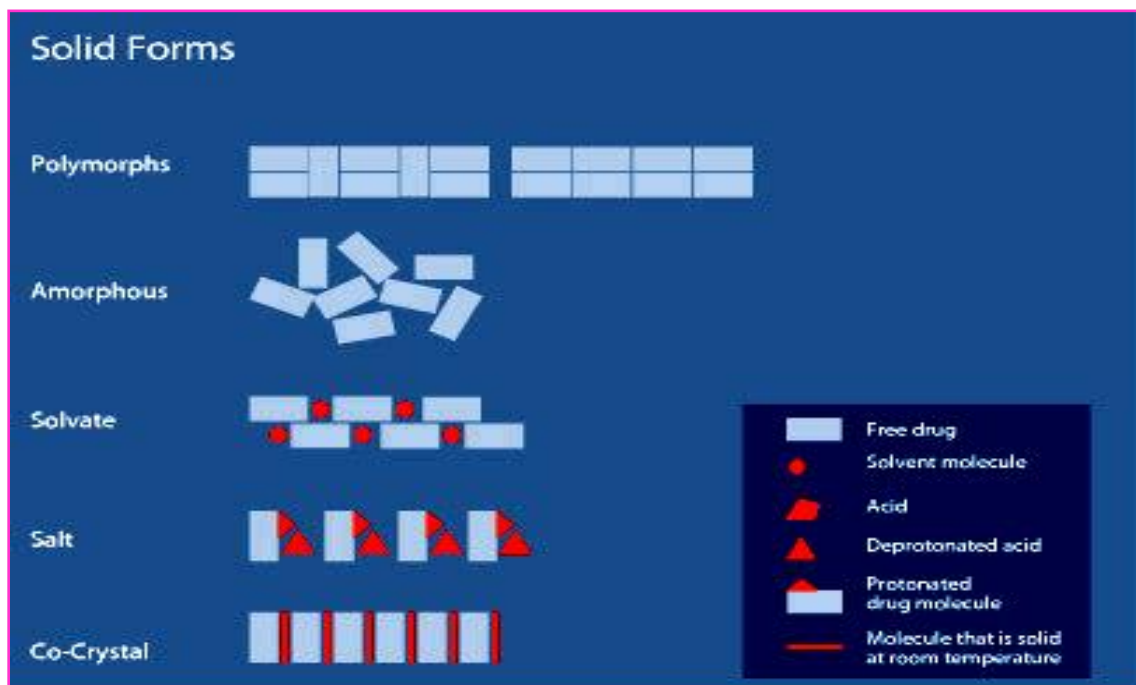 Solid Forms
Polymorphs
Amorphous
Solvate
Salt
Co-Crystal
Free drug
Solvent molecule
Acid
Deprotonated acid
Protonated
drug molecule
Molecule that is solid
at room temperature